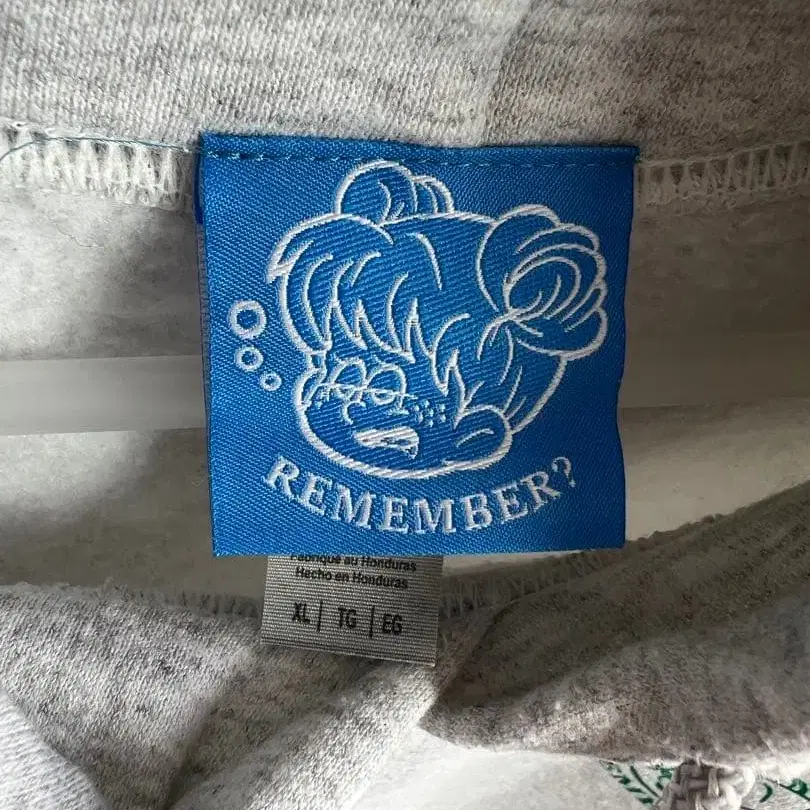 REMEMBER?
Fabriqué au Honduras
Hecho en Honduras
XL | TG | EG